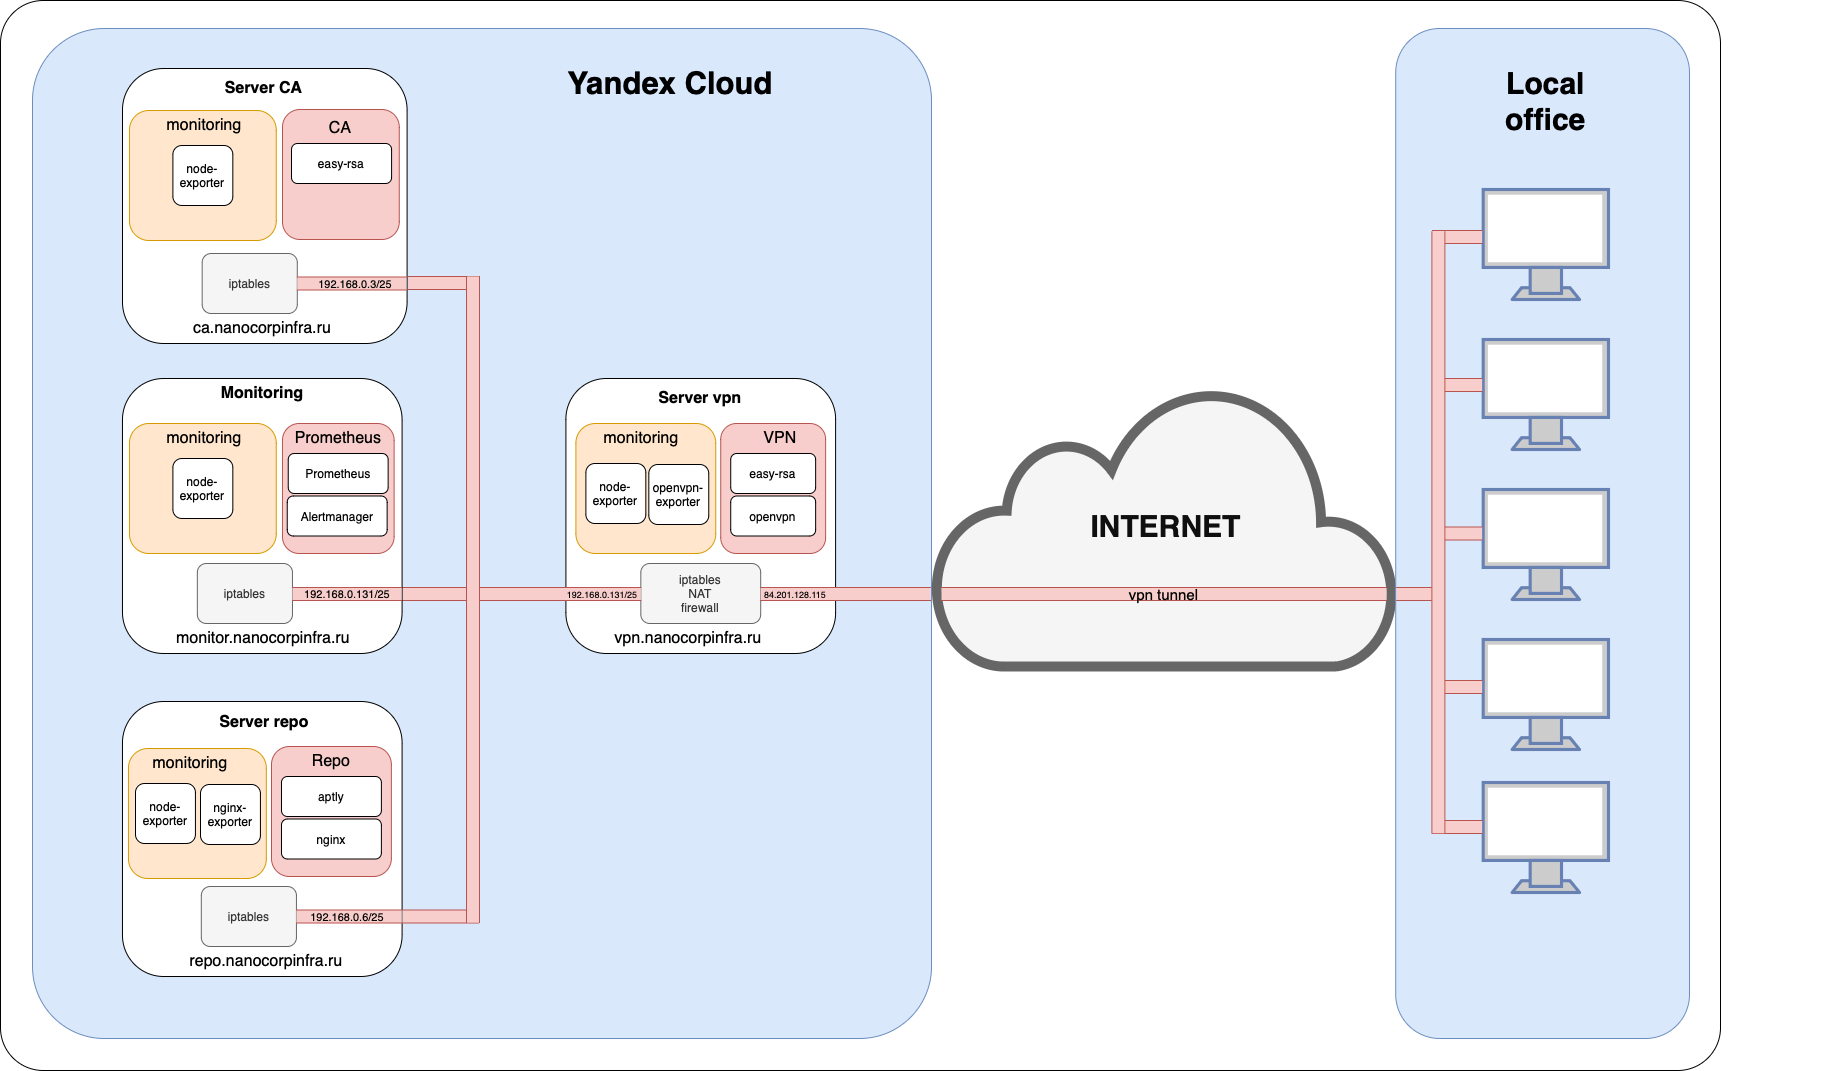 Yandex Cloud
Server CA
monitoring
node-
exporter
CA
easy-rsa
iptables
192.168.0.3/25
ca.nanocorpinfra.ru
Monitoring
monitoring
node-
exporter
Prometheus
Prometheus
Alertmanager
iptables
192.168.0.131/25
monitor.nanocorpinfra.ru
Server repo
monitoring
node-
exporter
nginx-
exporter
Repo
aptly
nginx
iptables
192.168.0.6/25
repo.nanocorpinfra.ru
Server vpn
monitoring
node-
exporter
openvpn-
exporter
VPN
easy-rsa
openvpn
192.168.0.131/25
iptables
NAT
firewall
84.201.128.115
vpn.nanocorpinfra.ru
INTERNET
vpn tunnel
Local
office